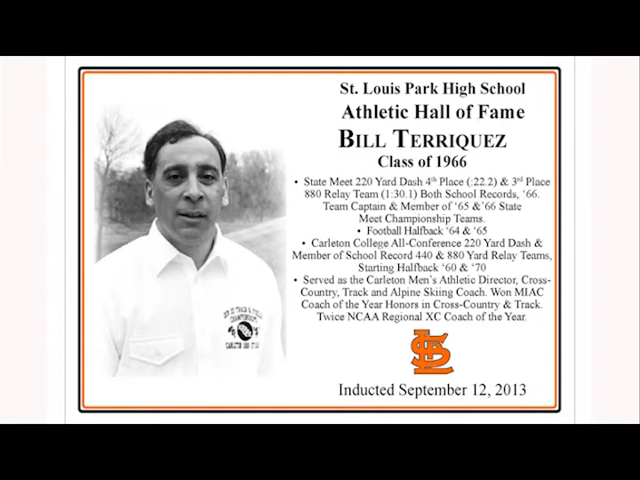 St. Louis Park High School
Athletic Hall of Fame
BILL TERRIQUEZ
Class of 1966
• State Meet 220 Yard Dash 4th Place (:22.2) & 3rd Place
880 Relay Team (1:30.1) Both School Records, ‘66.
Team Captain & Member of ‘65 &‘66 State
Meet Championship Teams.
• Football Halfback ‘64 & ‘65
• Carleton College All-Conference 220 Yard Dash &
Member of School Record 440 & 880 Yard Relay Teams,
Starting Halfback ‘60 & ‘70
• Served as the Carleton Men’s Athletic Director, Cross-
Country, Track and Alpine Skiing Coach. Won MIAC
Coach of the Year Honors in Cross-Country & Track.
Twice NCAA Regional XC Coach of the Year.
Inducted September 12, 2013
TRACK & FIELD
CHAMPIONSHIPS
CARLETON